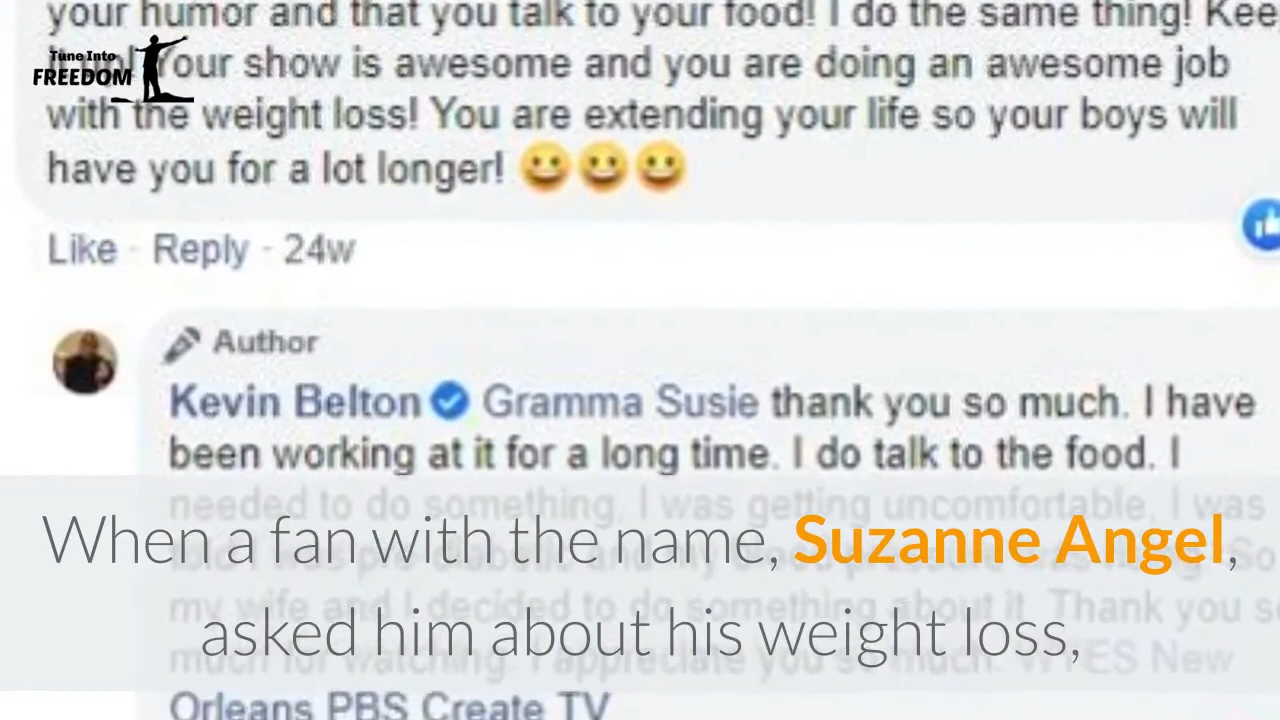 your humor and that you talk to your food! I do the same thing! Kee
Tune Into
FREEDOM
Your show is awesome and you are doing an awesome job
with the weight loss! You are extending your life so your boys will
have you for a lot longer! 😀😀😀
Like · Reply · 24w
Author
Kevin Belton Gramma Susie thank you so much. I have
been working at it for a long time. I do talk to the food. I
needed to do something. I was getting uncomfortable. I was
When a fan with the name, Suzanne Angel,
my wife and I decided to do something about it. Thank you s
asked him about his weight loss,
much for watching. I appreciate you so much. WYES New
Orleans PBS Create TV